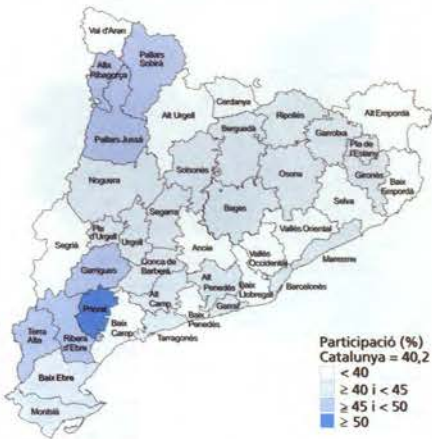 Val d'Aran
Alta
Ribagorça
Pallars
Sobirà
Pallars Jussà
Alt
Urgell
Cerdanya
Berguedà
Ripollès
Garrotxa
Alt Empordà
Pla de
l'Estany
Gironès
Baix
Empordà
Noguera
Solsonès
Osona
Selva
Bages
Segarra
Segrià
Pla
d'Urgell
Urgell
Anoia
Vallès Oriental
Vallès
Occidental
Maresme
Garrigues
Conca de
Barberà
Alt
Penedès
Baix
Llobregat
Barcelonès
Alt
Camp
Garraf
Baix
Penedès
Priorat
Baix
Camp
Tarragonès
Terra
Alta
Ribera
d'Ebre
Baix Ebre
Montsià
Participació (%)
Catalunya = 40,2
< 40
≥ 40 i < 45
≥ 45 i < 50
≥ 50